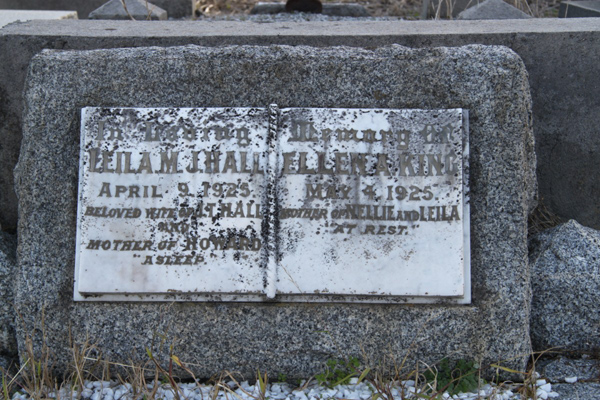 In Loving
LEILA M.J. HALL
APRIL 9, 1925.
BELOVED WIFE OF J.T. HALL
AND
MOTHER OF HOWARD
"ASLEEP."
Memory Of
ELLEN A. KING
MAY 4, 1925.
MOTHER OF NELLIE AND LEILA
"AT REST."